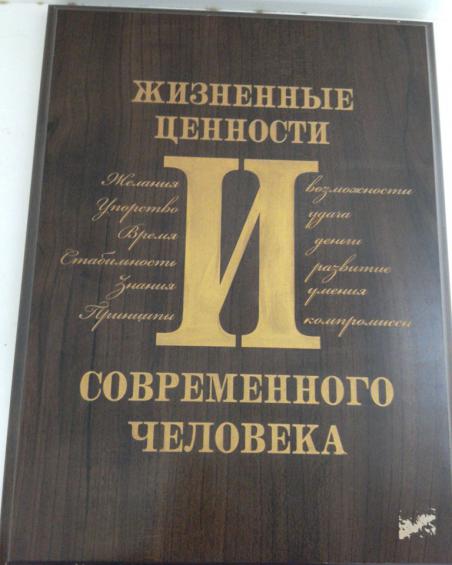 ЖИЗНЕННЫЕ
ЦЕННОСТИ
И
Желания возможности
Упорство удача
Время деньги
Стабильность развитие
Знания умения
Принципы компромиссы
СОВРЕМЕННОГО
ЧЕЛОВЕКА